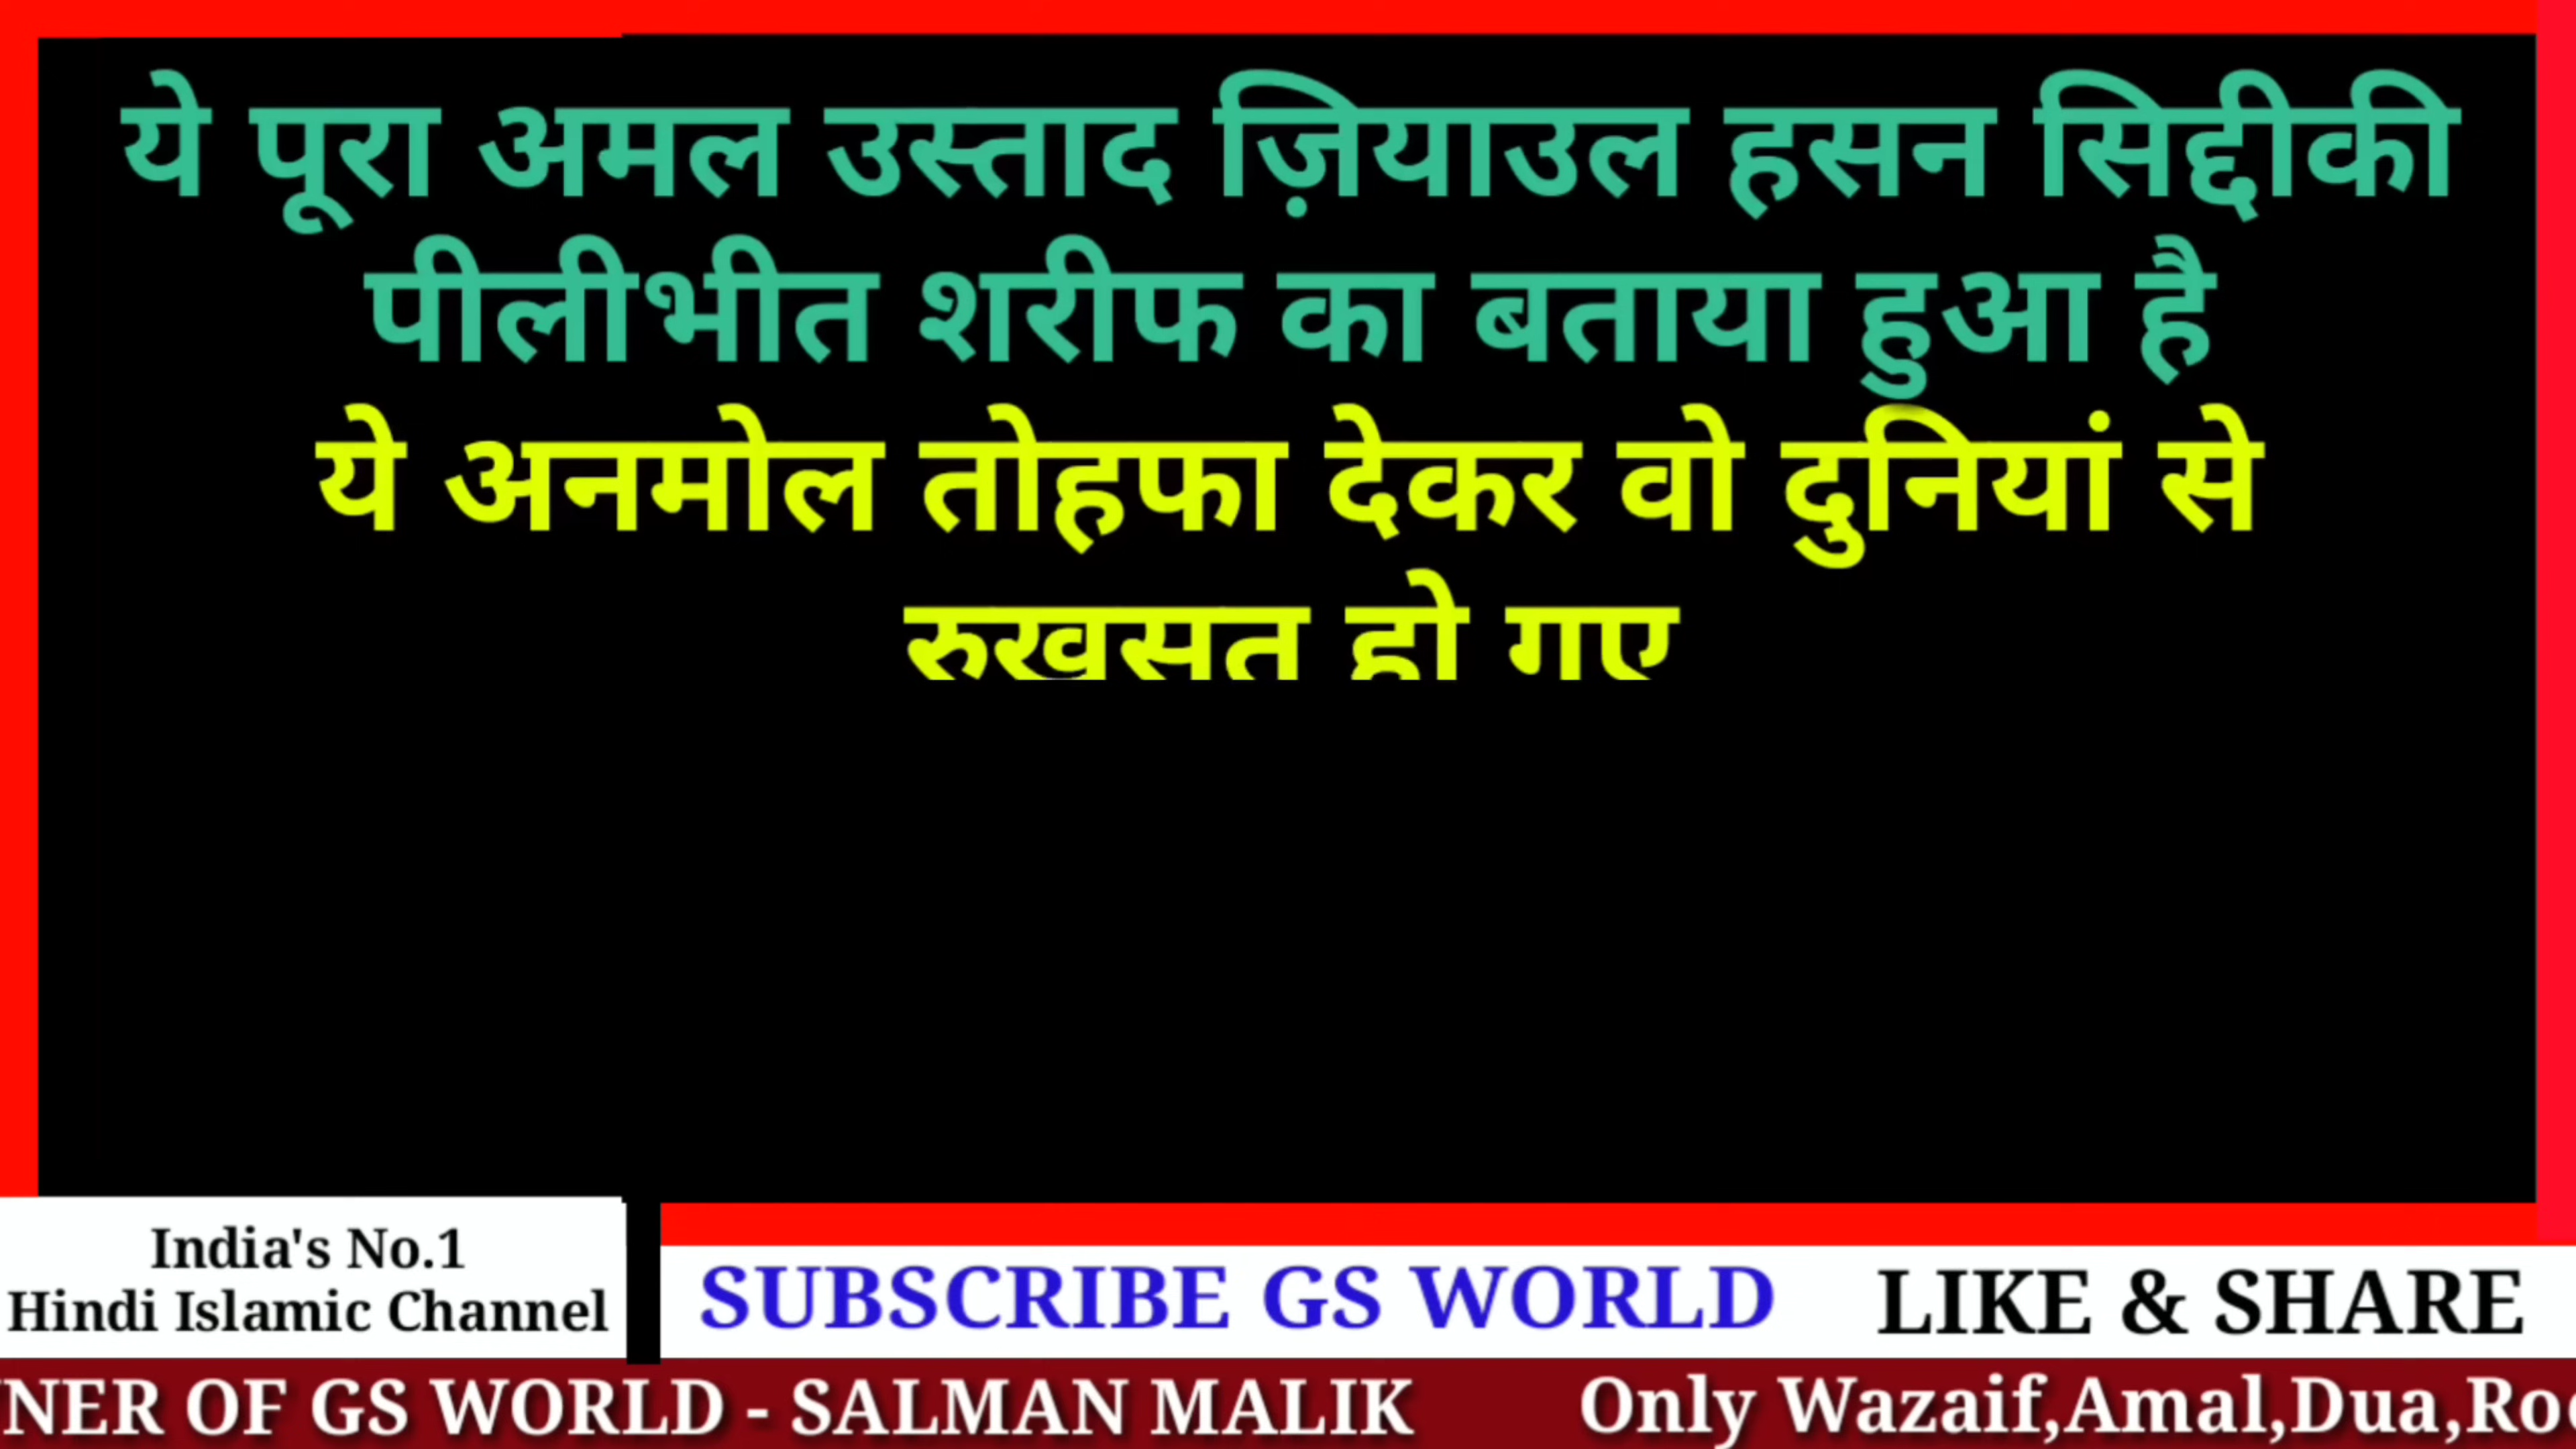 ये पूरा अमल उस्ताद ज़ियाउल हसन सिद्दीकी
पीलीभीत शरीफ का बताया हुआ है
ये अनमोल तोहफा देकर वो दुनियां से
रुखसत हो गए
India's No.1
Hindi Islamic Channel
SUBSCRIBE GS WORLD
LIKE & SHARE
NER OF GS WORLD - SALMAN MALIK
Only Wazaif,Amal,Dua,